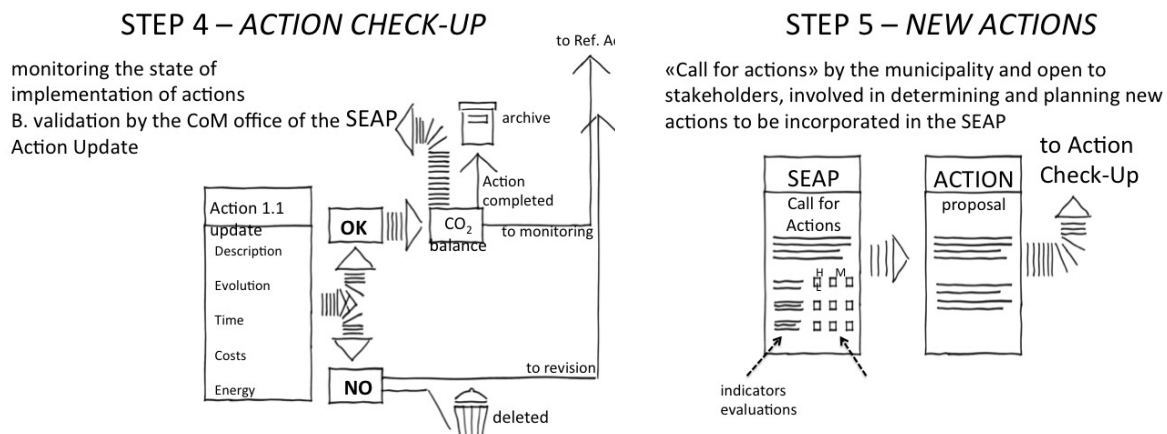 STEP 4 – ACTION CHECK-UP
to Ref. A
monitoring the state of
implementation of actions
B. validation by the CoM office of the SEAP
Action Update
archive
Action
completed
Action 1.1
update
Description
Evolution
Time
Costs
Energy
OK
CO₂
balance
to monitoring
to revision
NO
deleted
STEP 5 – NEW ACTIONS
«Call for actions» by the municipality and open to
stakeholders, involved in determining and planning new
actions to be incorporated in the SEAP
to Action
Check-Up
SEAP
Call for
Actions
H M
L
ACTION
proposal
indicators
evaluations